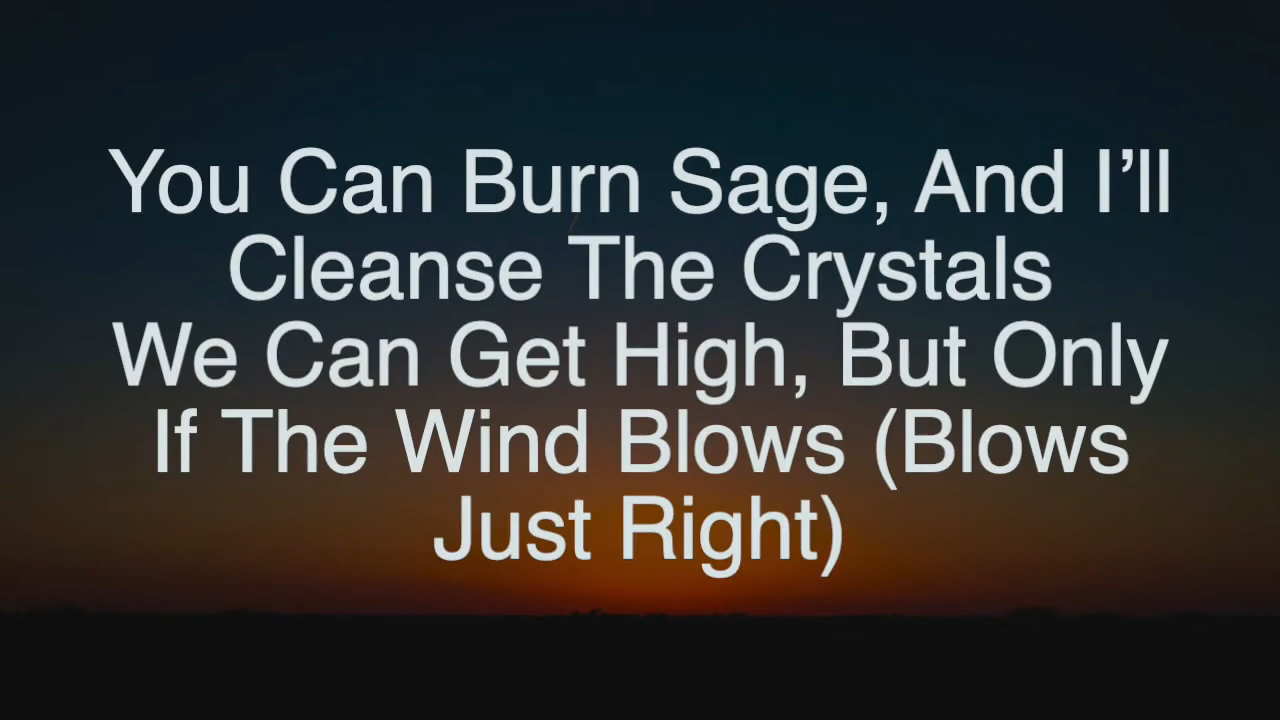 You Can Burn Sage, And I’ll
Cleanse The Crystals
We Can Get High, But Only
If The Wind Blows (Blows
Just Right)